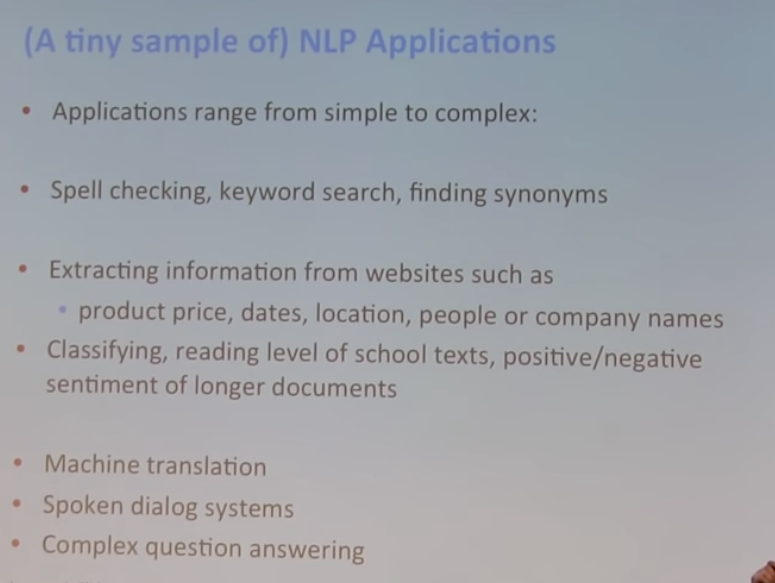 (A tiny sample of) NLP Applications
• Applications range from simple to complex:
• Spell checking, keyword search, finding synonyms
• Extracting information from websites such as
• product price, dates, location, people or company names
• Classifying, reading level of school texts, positive/negative
sentiment of longer documents
• Machine translation
• Spoken dialog systems
• Complex question answering